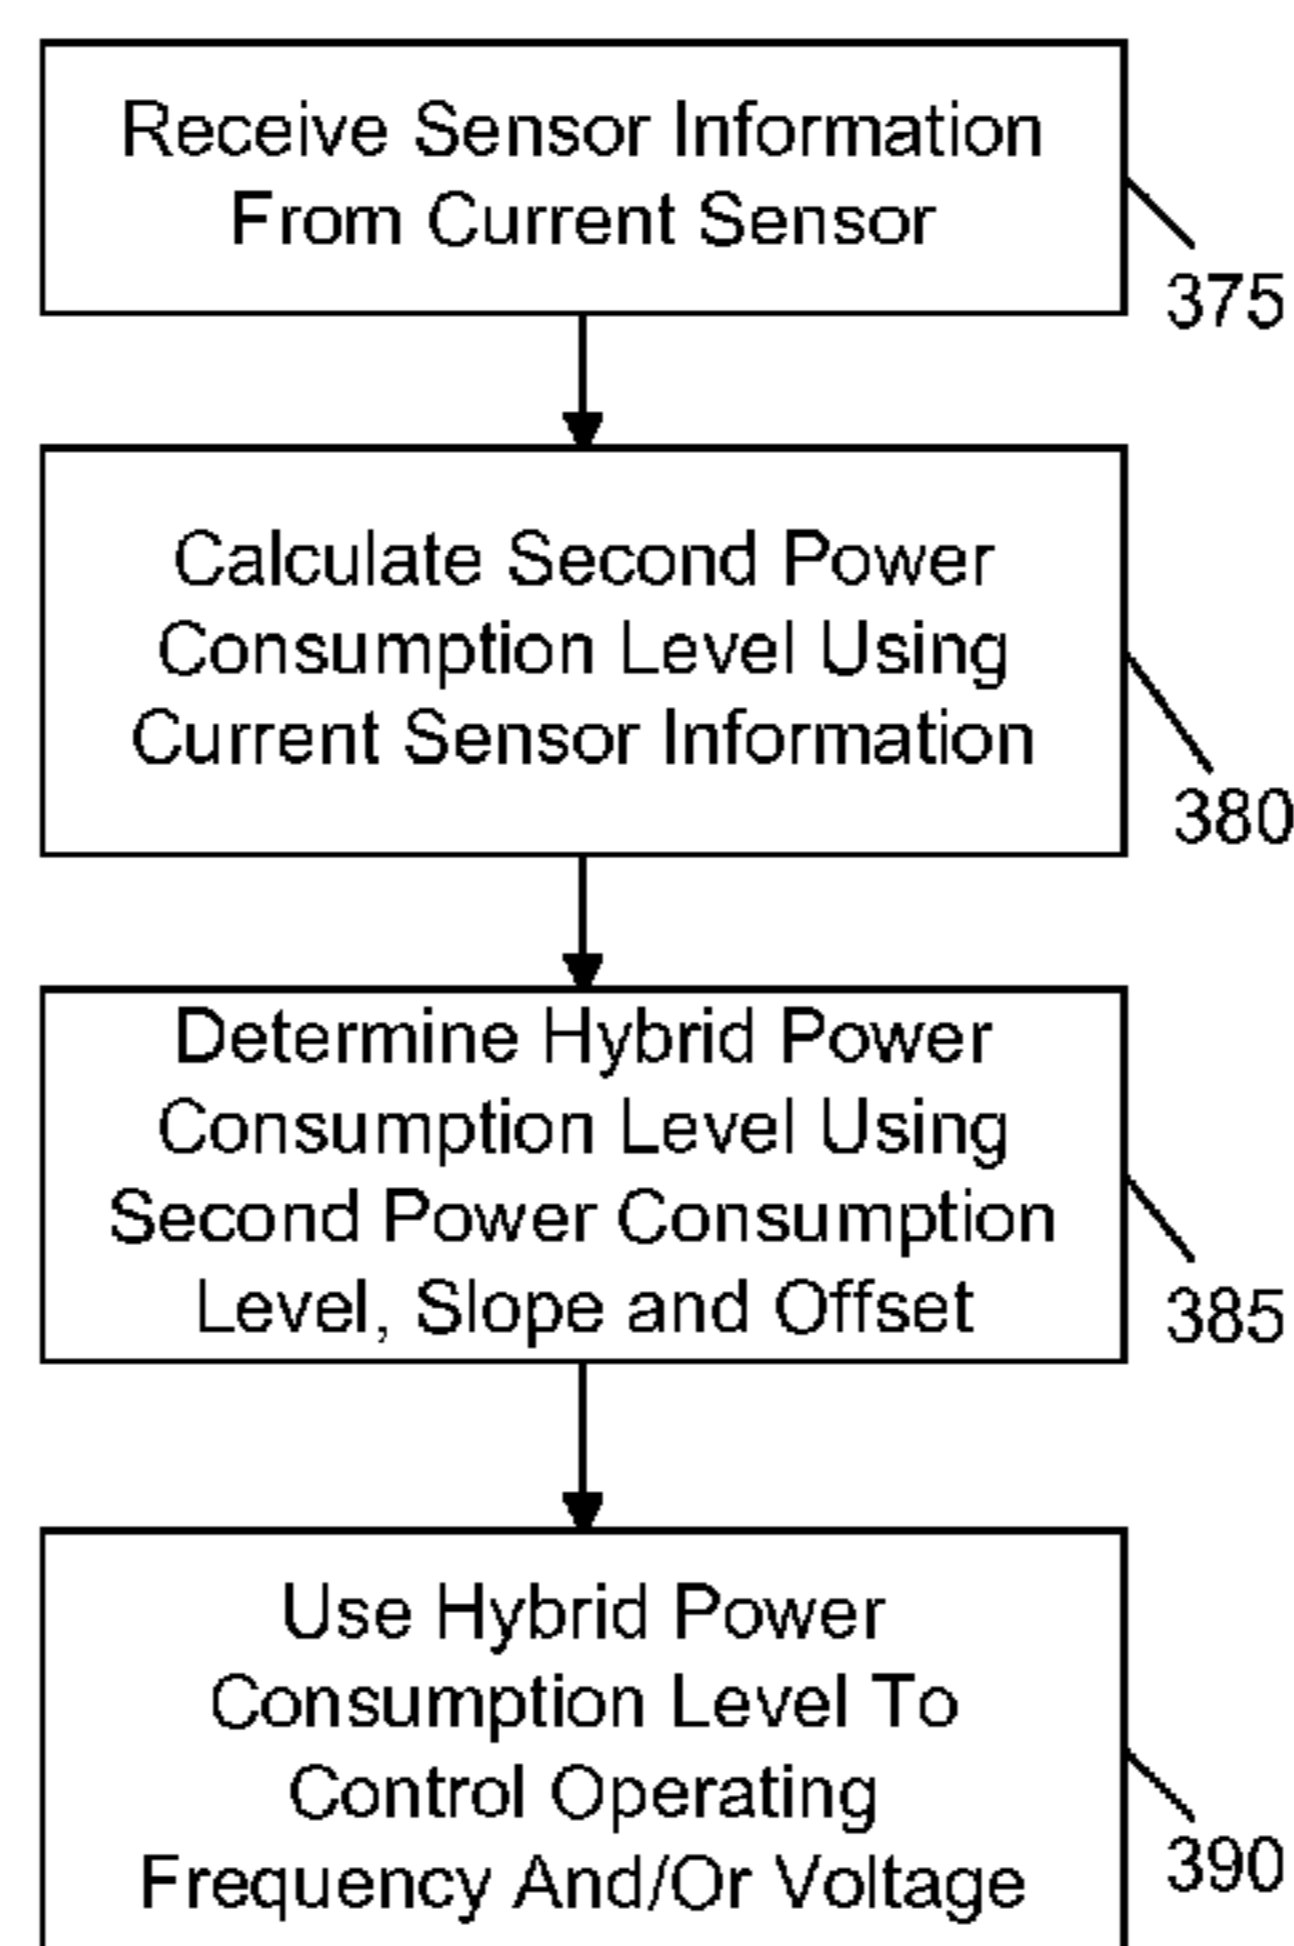 Receive Sensor Information
From Current Sensor
375
Calculate Second Power
Consumption Level Using
Current Sensor Information
380
Determine Hybrid Power
Consumption Level Using
Second Power Consumption
Level, Slope and Offset
385
Use Hybrid Power
Consumption Level To
Control Operating
Frequency And/Or Voltage
390